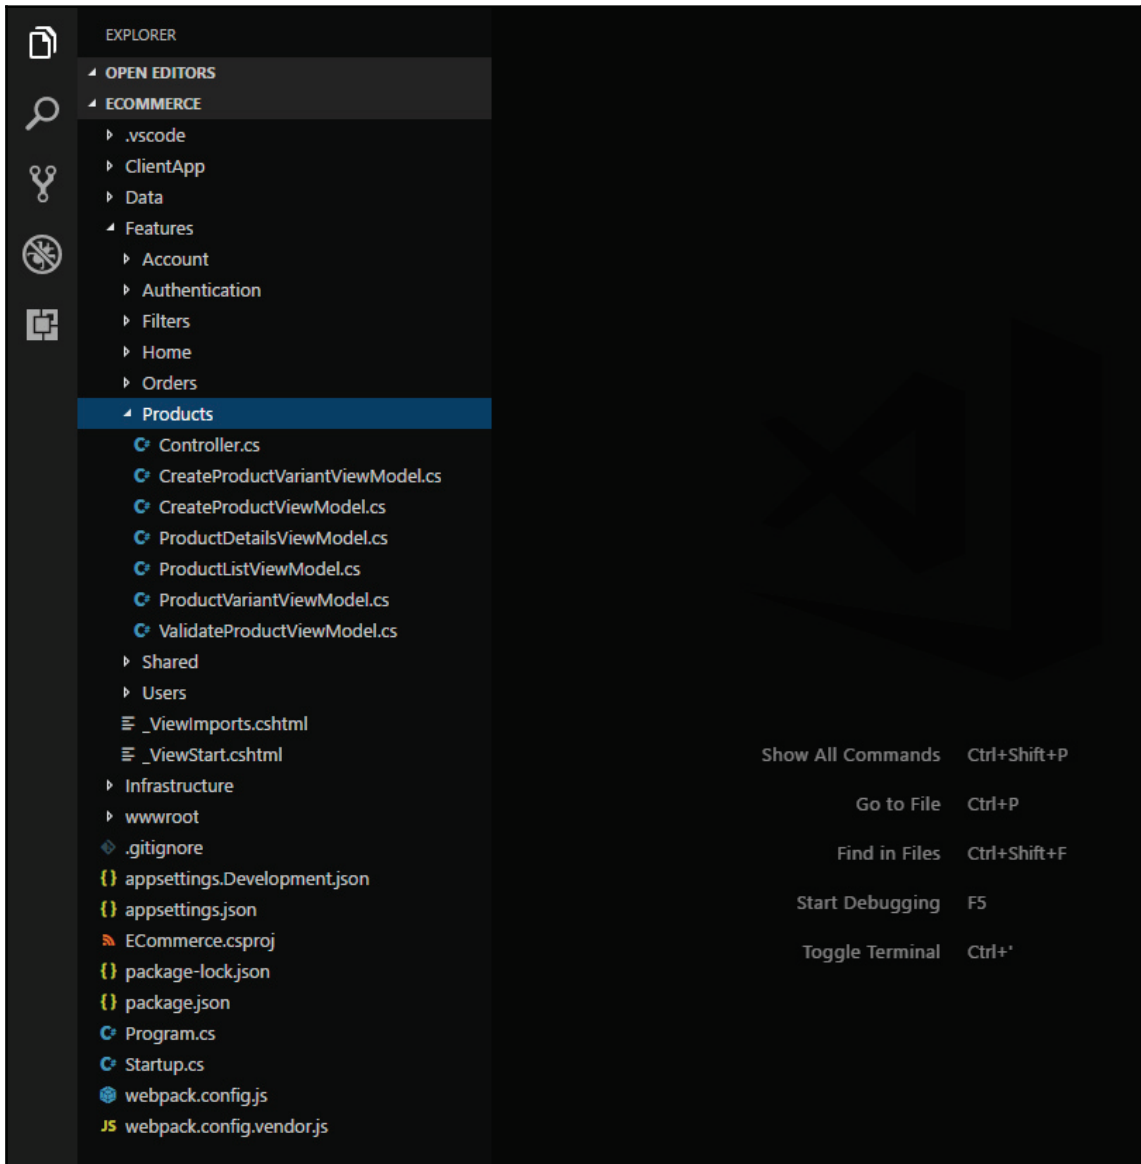 EXPLORER
OPEN EDITORS
ECOMMERCE
.vscode
ClientApp
Data
Features
Account
Authentication
Filters
Home
Orders
Products
C# Controller.cs
C# CreateProductVariantViewModel.cs
C# CreateProductViewModel.cs
C# ProductDetailsViewModel.cs
C# ProductListViewModel.cs
C# ProductVariantViewModel.cs
C# ValidateProductViewModel.cs
Shared
Users
_ViewImports.cshtml
_ViewStart.cshtml
Infrastructure
wwwroot
.gitignore
{} appsettings.Development.json
{} appsettings.json
ECommerce.csproj
{} package-lock.json
{} package.json
C# Program.cs
C# Startup.cs
webpack.config.js
JS webpack.config.vendor.js
Show All Commands Ctrl+Shift+P
Go to File Ctrl+P
Find in Files Ctrl+Shift+F
Start Debugging F5
Toggle Terminal Ctrl+'